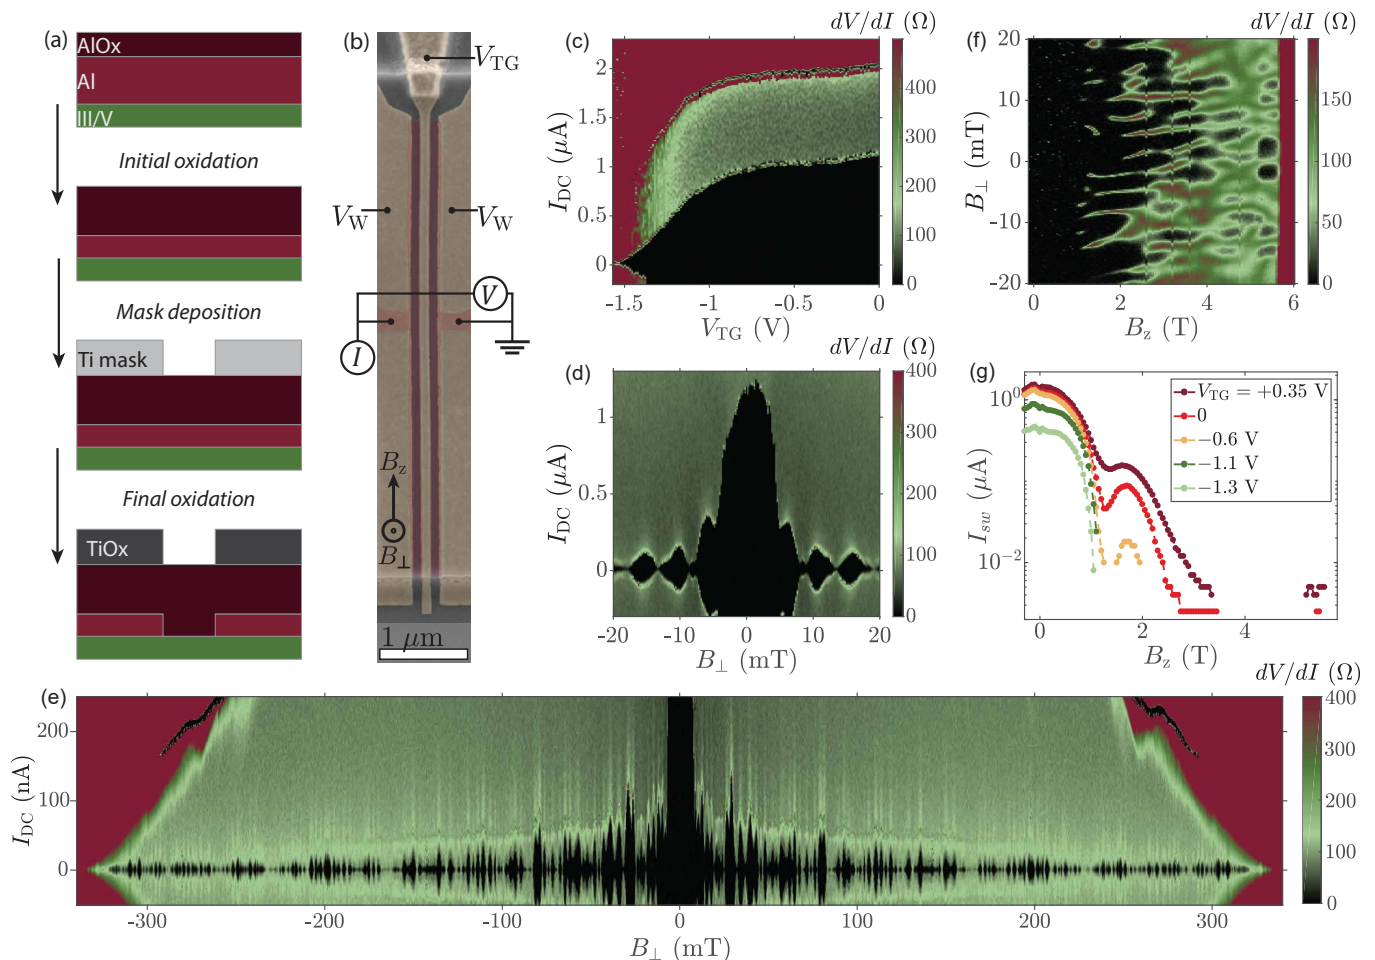 (a)
AlOx
Al
III/V
Initial oxidation
Mask deposition
Ti mask
Final oxidation
TiOx
(b)
V_TG
V_W V_W
V
I
B_z
B_⊥
1 μm
(c)
dV/dI (Ω)
I_DC (μA)
2
1.5
1
0.5
0
-1.5 -1 -0.5 0
V_TG (V)
400
300
200
100
0
(d)
dV/dI (Ω)
I_DC (μA)
1
0.5
0
-20 -10 0 10 20
B_⊥ (mT)
400
300
200
100
0
(f)
dV/dI (Ω)
B_⊥ (mT)
20
10
0
-10
-20
0 2 4 6
B_z (T)
150
100
50
0
(g)
I_sw (μA)
10^0
10^-2
V_TG = +0.35 V
0
−0.6 V
−1.1 V
−1.3 V
0 2 4
B_z (T)
(e)
dV/dI (Ω)
I_DC (nA)
200
100
0
-300 -200 -100 0 100 200 300
B_⊥ (mT)
400
300
200
100
0